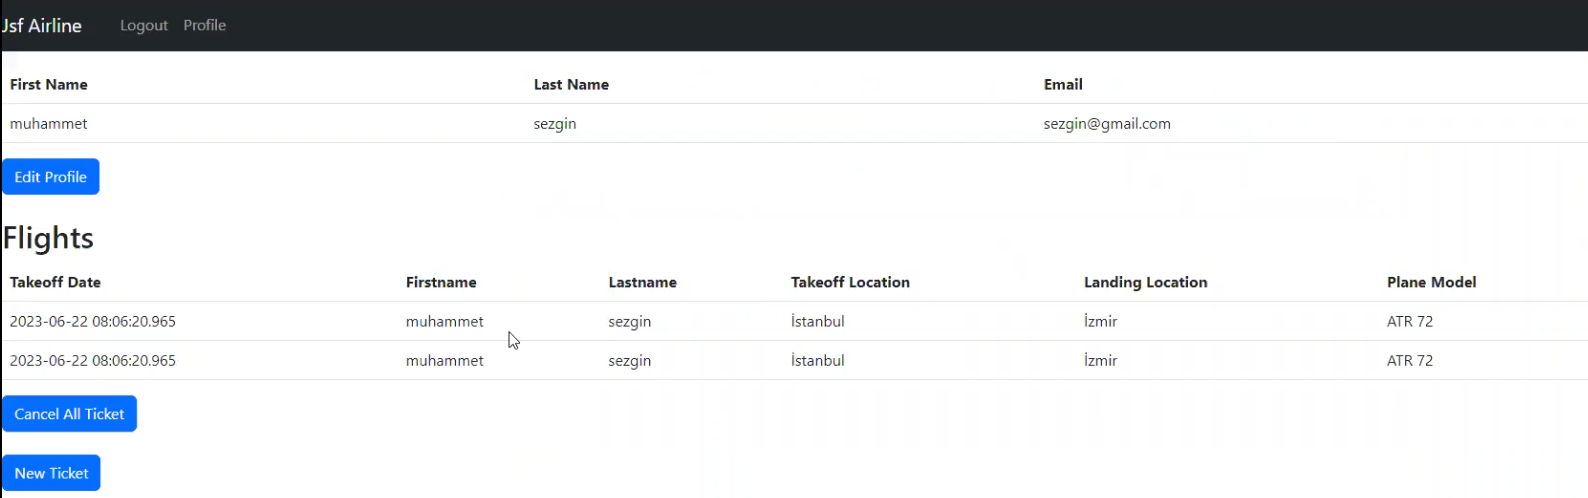 Jsf Airline Logout Profile
First Name Last Name Email
muhammet sezgin sezgin@gmail.com
Edit Profile
Flights
Takeoff Date Firstname Lastname Takeoff Location Landing Location Plane Model
2023-06-22 08:06:20.965 muhammet sezgin İstanbul İzmir ATR 72
2023-06-22 08:06:20.965 muhammet sezgin İstanbul İzmir ATR 72
Cancel All Ticket
New Ticket